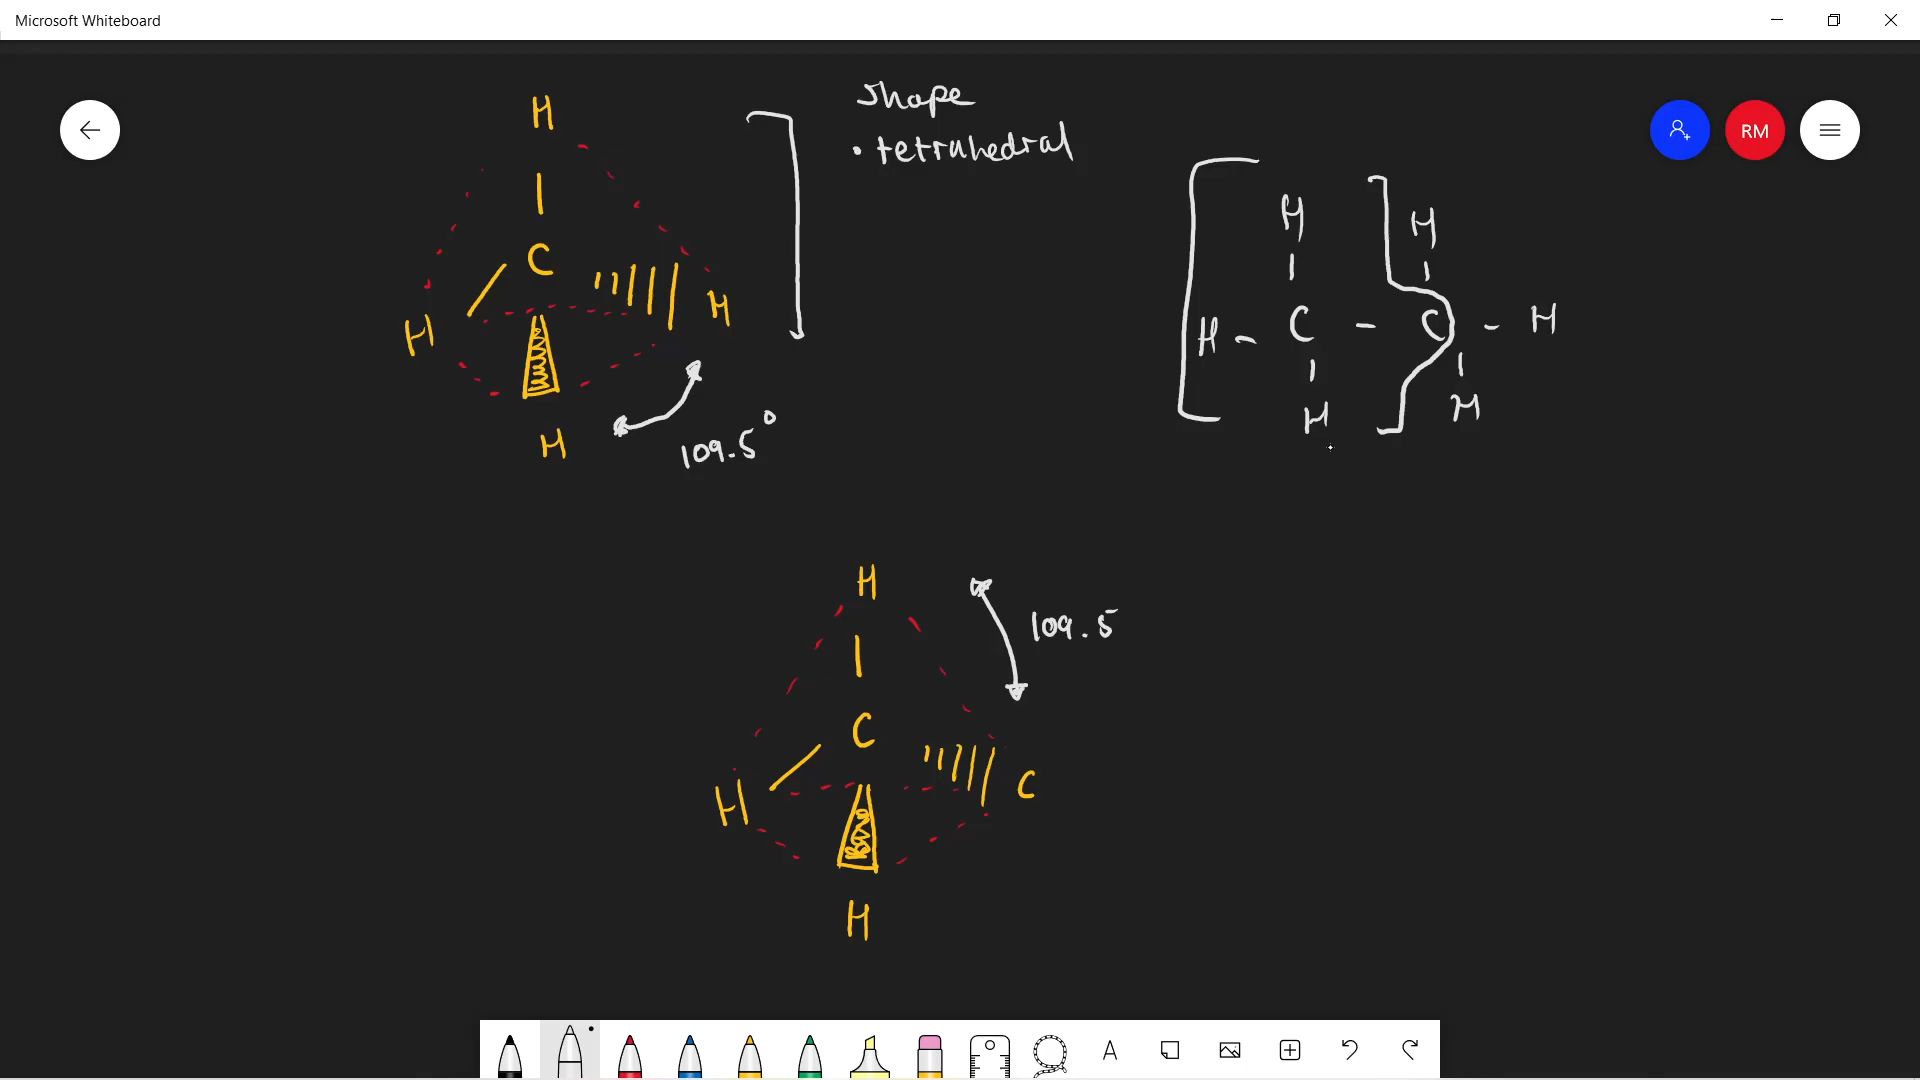 Microsoft Whiteboard
Shape
• tetrahedral
RM
H
|
C
H H
H
109.5°
H H
| |
H - C - C - H
| |
H H
H
|
C
H C
H
109.5
A